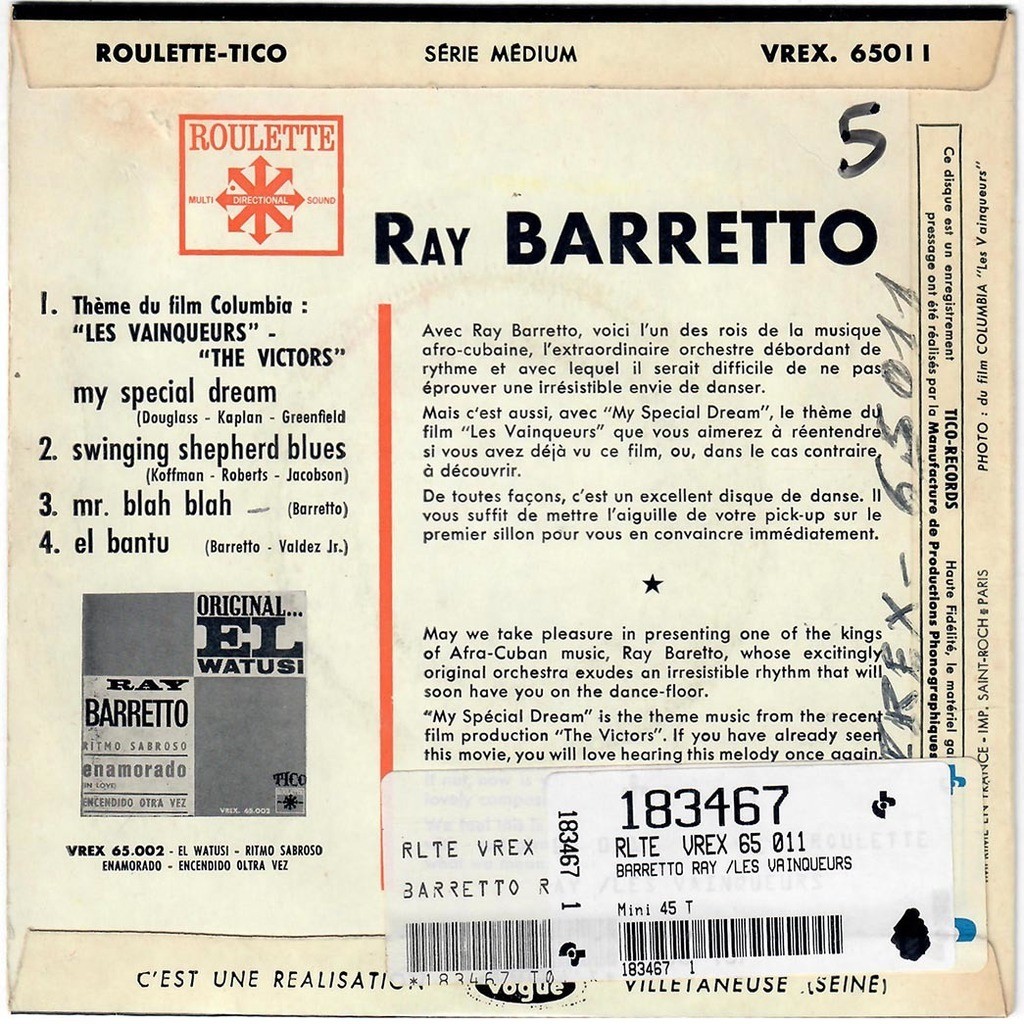 ROULETTE-TICO SÉRIE MÉDIUM VREX. 65011
ROULETTE
MULTI DIRECTIONAL SOUND
5
RAY BARRETTO
1. Thème du film Columbia :
"LES VAINQUEURS" -
"THE VICTORS"
my special dream
(Douglass - Kaplan - Greenfield
2. swinging shepherd blues
(Koffman - Roberts - Jacobson)
3. mr. blah blah - (Barretto)
4. el bantu (Barretto - Valdez Jr.)
ORIGINAL...
EL
WATUSI
RAY
BARRETTO
RITMO SABROSO
enamorado
(IN LOVE)
ENCENDIDO OTRA VEZ
TICO
VREX. 65.002
VREX 65.002 - EL WATUSI - RITMO SABROSO
ENAMORADO - ENCENDIDO OLTRA VEZ
Avec Ray Barretto, voici l'un des rois de la musique
afro-cubaine, l'extraordinaire orchestre débordant de
rythme et avec lequel il serait difficile de ne pas
éprouver une irrésistible envie de danser.
Mais c'est aussi, avec "My Special Dream", le thème du
film "Les Vainqueurs" que vous aimerez à réentendre
si vous avez déjà vu ce film, ou, dans le cas contraire,
à découvrir.
De toutes façons, c'est un excellent disque de danse. Il
vous suffit de mettre l'aiguille de votre pick-up sur le
premier sillon pour vous en convaincre immédiatement.
★
May we take pleasure in presenting one of the kings
of Afra-Cuban music, Ray Baretto, whose excitingly
original orchestra exudes an irresistible rhythm that will
soon have you on the dance-floor.
"My Spécial Dream" is the theme music from the recent
film production "The Victors". If you have already seen
this movie, you will love hearing this melody once again.
VREX - 65011
Ce disque est un enregistrement TICO-RECORDS Haute Fidélité, le matériel
pressage ont été réalisés par la Manufacture de Productions Phonographiques
PHOTO : du film COLUMBIA "Les Vainqueurs"
FRANCE - IMP. SAINT-ROCH PARIS
RLTE VREX
BARRETTO R
*183467 T0
183467 1
183467
RLTE VREX 65 011
BARRETTO RAY /LES VAINQUEURS
Mini 45 T
183467 1
C'EST UNE REALISATION
Vogue
VILLETANEUSE (SEINE)